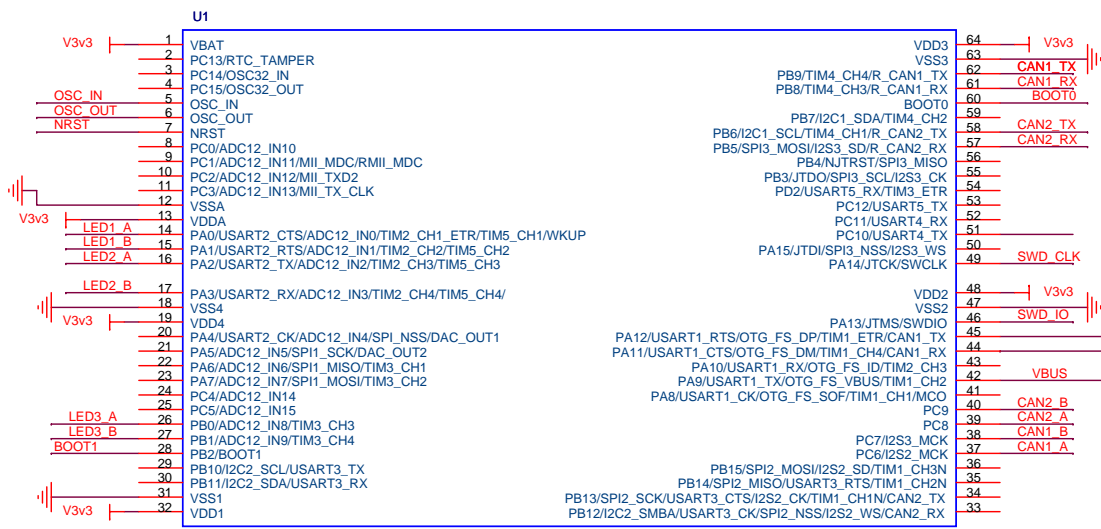 U1
V3v3 1 VBAT VDD3 64 V3v3
2 PC13/RTC_TAMPER VSS3 63
3 PC14/OSC32_IN PB9/TIM4_CH4/R_CAN1_TX 62 CAN1_TX
4 PC15/OSC32_OUT PB8/TIM4_CH3/R_CAN1_RX 61 CAN1_RX
OSC_IN 5 OSC_IN BOOT0 60 BOOT0
OSC_OUT 6 OSC_OUT PB7/I2C1_SDA/TIM4_CH2 59
NRST 7 NRST PB6/I2C1_SCL/TIM4_CH1/R_CAN2_TX 58 CAN2_TX
8 PC0/ADC12_IN10 PB5/SPI3_MOSI/I2S3_SD/R_CAN2_RX 57 CAN2_RX
9 PC1/ADC12_IN11/MII_MDC/RMII_MDC PB4/NJTRST/SPI3_MISO 56
10 PC2/ADC12_IN12/MII_TXD2 PB3/JTDO/SPI3_SCL/I2S3_CK 55
11 PC3/ADC12_IN13/MII_TX_CLK PD2/USART5_RX/TIM3_ETR 54
12 VSSA PC12/USART5_TX 53
V3v3 13 VDDA PC11/USART4_RX 52
LED1_A 14 PA0/USART2_CTS/ADC12_IN0/TIM2_CH1_ETR/TIM5_CH1/WKUP PC10/USART4_TX 51
LED1_B 15 PA1/USART2_RTS/ADC12_IN1/TIM2_CH2/TIM5_CH2 PA15/JTDI/SPI3_NSS/I2S3_WS 50
LED2_A 16 PA2/USART2_TX/ADC12_IN2/TIM2_CH3/TIM5_CH3 PA14/JTCK/SWCLK 49 SWD_CLK
LED2_B 17 PA3/USART2_RX/ADC12_IN3/TIM2_CH4/TIM5_CH4/ VDD2 48 V3v3
18 VSS4 VSS2 47
V3v3 19 VDD4 PA13/JTMS/SWDIO 46 SWD_IO
20 PA4/USART2_CK/ADC12_IN4/SPI_NSS/DAC_OUT1 PA12/USART1_RTS/OTG_FS_DP/TIM1_ETR/CAN1_TX 45
21 PA5/ADC12_IN5/SPI1_SCK/DAC_OUT2 PA11/USART1_CTS/OTG_FS_DM/TIM1_CH4/CAN1_RX 44
22 PA6/ADC12_IN6/SPI1_MISO/TIM3_CH1 PA10/USART1_RX/OTG_FS_ID/TIM2_CH3 43
23 PA7/ADC12_IN7/SPI1_MOSI/TIM3_CH2 PA9/USART1_TX/OTG_FS_VBUS/TIM1_CH2 42 VBUS
24 PC4/ADC12_IN14 PA8/USART1_CK/OTG_FS_SOF/TIM1_CH1/MCO 41
25 PC5/ADC12_IN15 PC9 40 CAN2_B
LED3_A 26 PB0/ADC12_IN8/TIM3_CH3 PC8 39 CAN2_A
LED3_B 27 PB1/ADC12_IN9/TIM3_CH4 PC7/I2S3_MCK 38 CAN1_B
BOOT1 28 PB2/BOOT1 PC6/I2S2_MCK 37 CAN1_A
29 PB10/I2C2_SCL/USART3_TX PB15/SPI2_MOSI/I2S2_SD/TIM1_CH3N 36
30 PB11/I2C2_SDA/USART3_RX PB14/SPI2_MISO/USART3_RTS/TIM1_CH2N 35
31 VSS1 PB13/SPI2_SCK/USART3_CTS/I2S2_CK/TIM1_CH1N/CAN2_TX 34
V3v3 32 VDD1 PB12/I2C2_SMBA/USART3_CK/SPI2_NSS/I2S2_WS/CAN2_RX 33